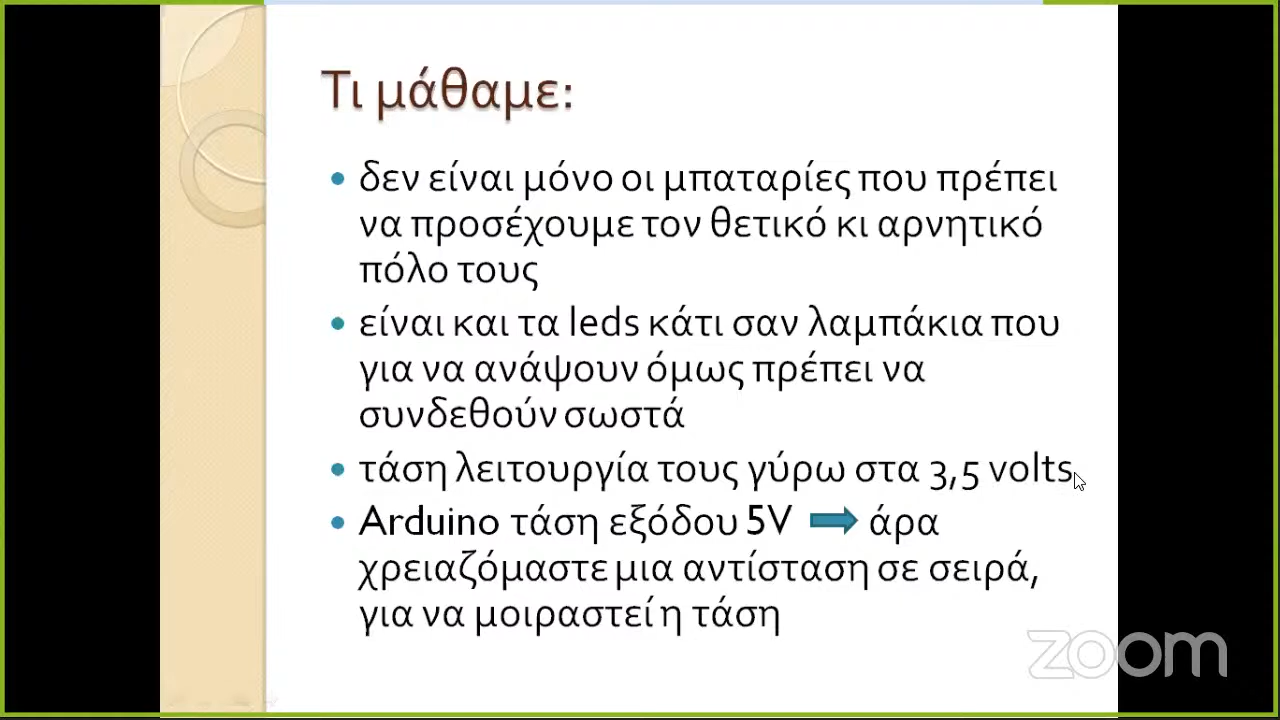 Τι μάθαμε:
• δεν είναι μόνο οι μπαταρίες που πρέπει
να προσέχουμε τον θετικό κι αρνητικό
πόλο τους
• είναι και τα leds κάτι σαν λαμπάκια που
για να ανάψουν όμως πρέπει να
συνδεθούν σωστά
• τάση λειτουργία τους γύρω στα 3,5 volts
• Arduino τάση εξόδου 5V ➡ άρα
χρειαζόμαστε μια αντίσταση σε σειρά,
για να μοιραστεί η τάση
zoom